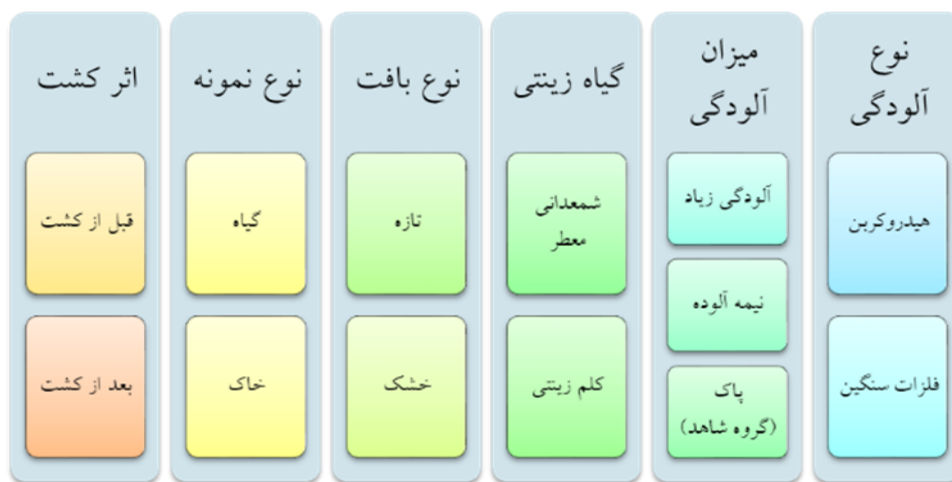 نوع
آلودگی
هیدروکربن
فلزات سنگین
میزان
آلودگی
آلودگی زیاد
نیمه آلوده
پاک
(گروه شاهد)
گیاه زینتی
شمعدانی
معطر
کلم زینتی
نوع بافت
تازه
خشک
نوع نمونه
گیاه
خاک
اثر کشت
قبل از کشت
بعد از کشت